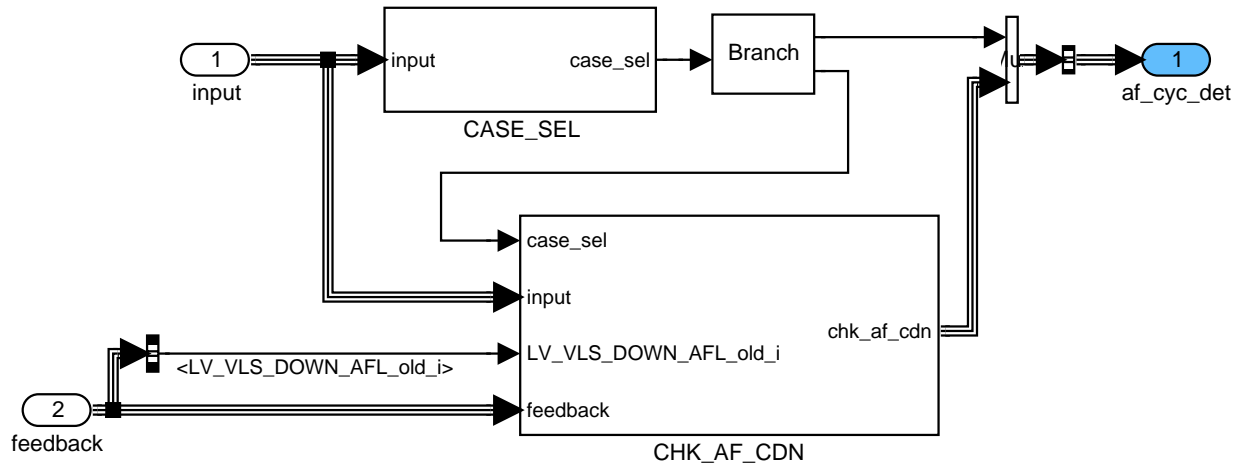 1
input
input
case_sel
CASE_SEL
Branch
1
af_cyc_det
case_sel
input
LV_VLS_DOWN_AFL_old_i
feedback
chk_af_cdn
CHK_AF_CDN
<LV_VLS_DOWN_AFL_old_i>
2
feedback